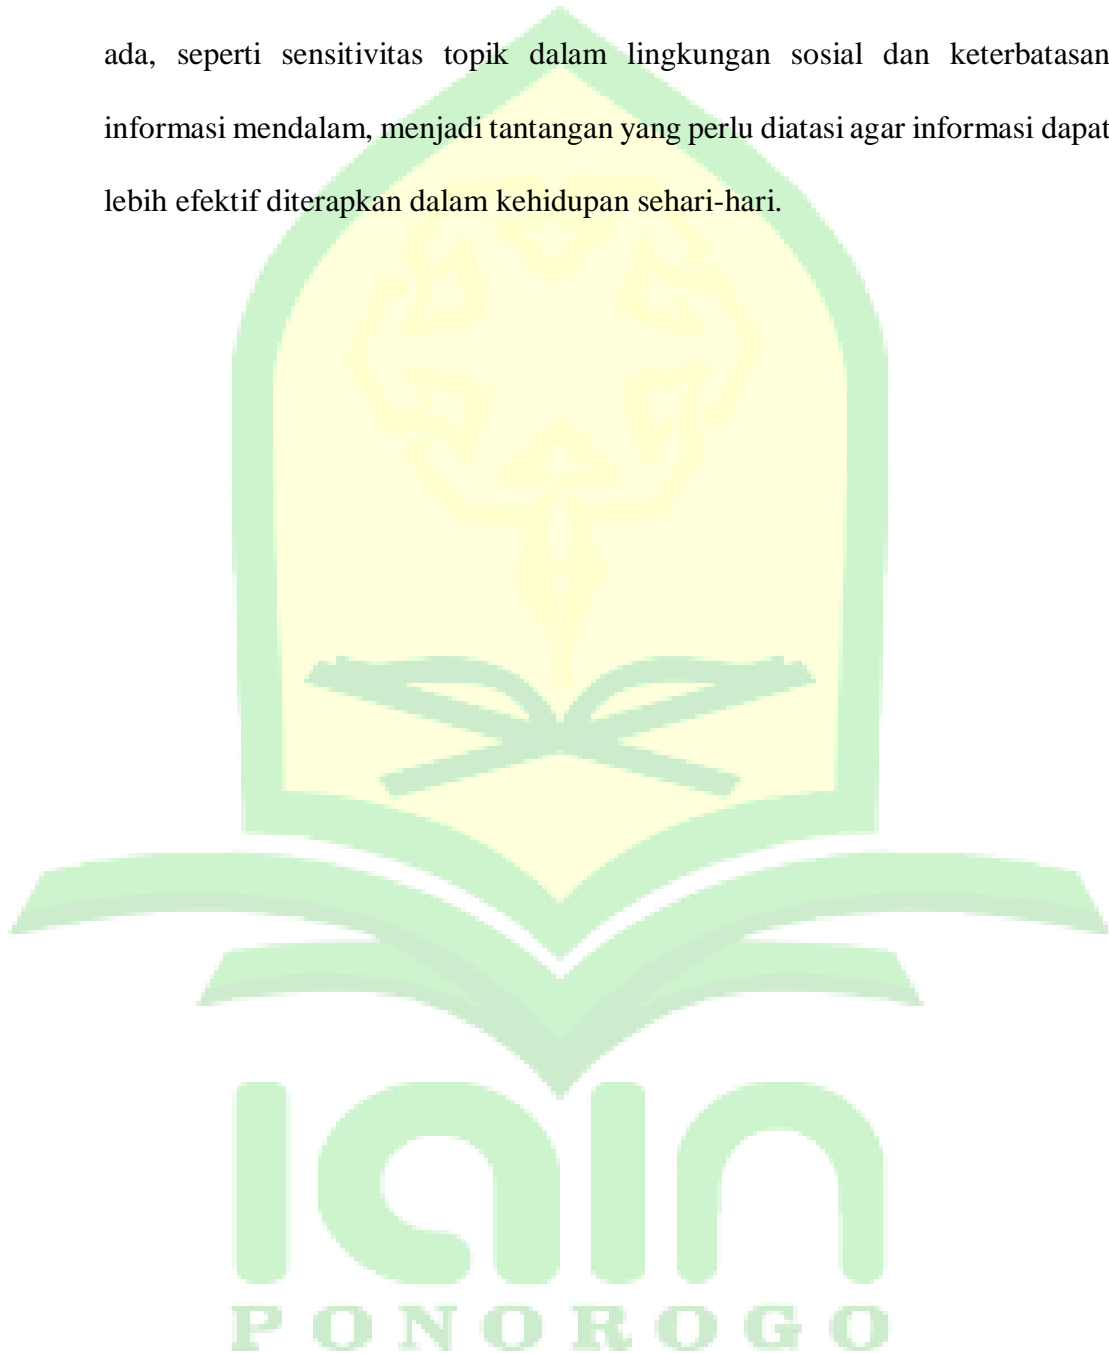 ada, seperti sensitivitas topik dalam lingkungan sosial dan keterbatasan
informasi mendalam, menjadi tantangan yang perlu diatasi agar informasi dapat
lebih efektif diterapkan dalam kehidupan sehari-hari.
iain
PONOROGO